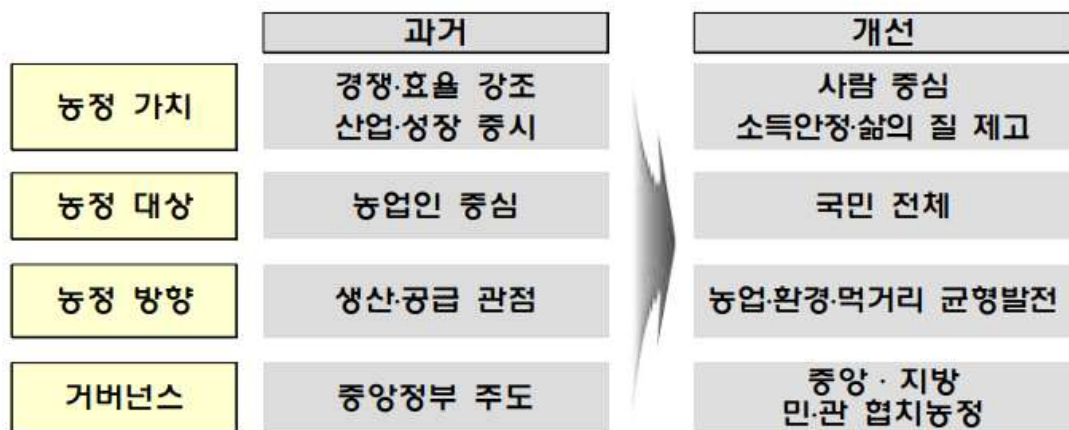 과거
개선
농정 가치
경쟁·효율 강조
산업·성장 중시
사람 중심
소득안정·삶의 질 제고
농정 대상
농업인 중심
국민 전체
농정 방향
생산·공급 관점
농업·환경·먹거리 균형발전
거버넌스
중앙정부 주도
중앙 · 지방
민·관 협치농정